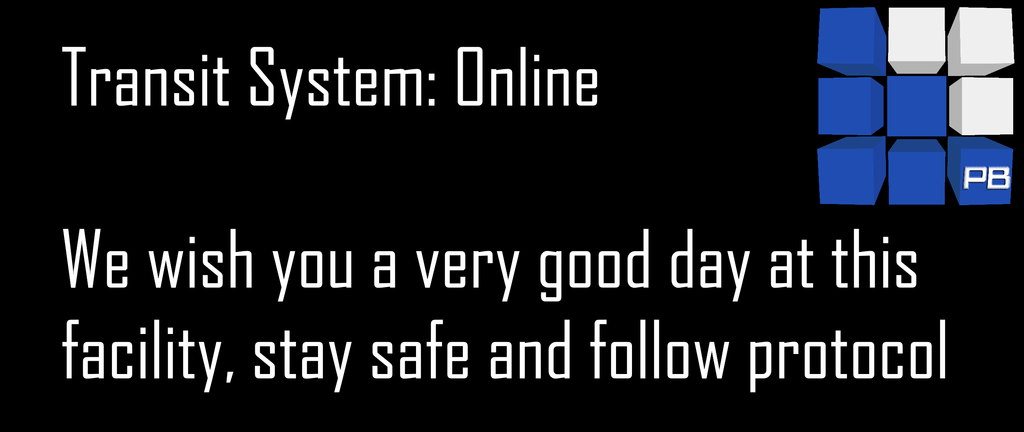 Transit System: Online
PB
We wish you a very good day at this
facility, stay safe and follow protocol